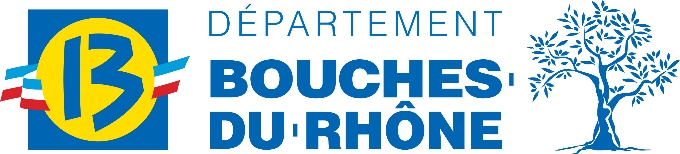 13
DÉPARTEMENT
BOUCHES-
DU-RHÔNE